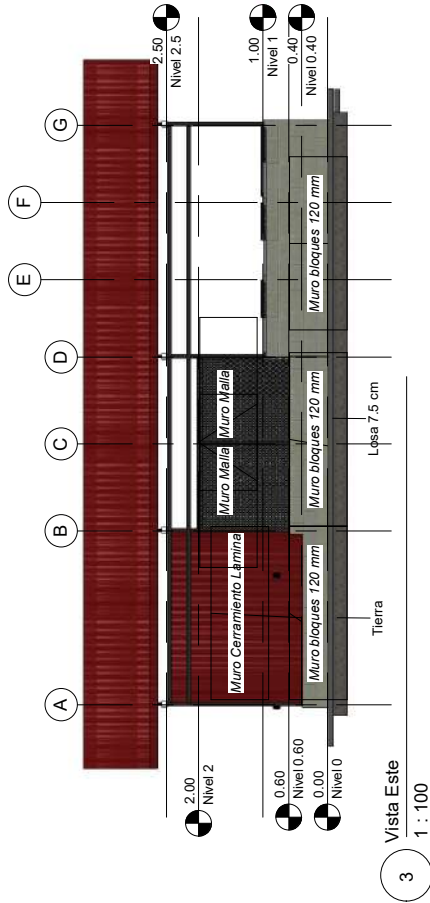 A
B
C
D
E
F
G
2.50
Nivel 2.5
1.00
Nivel 1
0.40
Nivel 0.40
2.00
Nivel 2
0.60
Nivel 0.60
0.00
Nivel 0
Muro Cerramiento Lamina
Muro Malla
Muro Malla
Muro bloques 120 mm
Muro bloques 120 mm
Muro bloques 120 mm
Tierra
Losa 7.5 cm
3
Vista Este
1 : 100